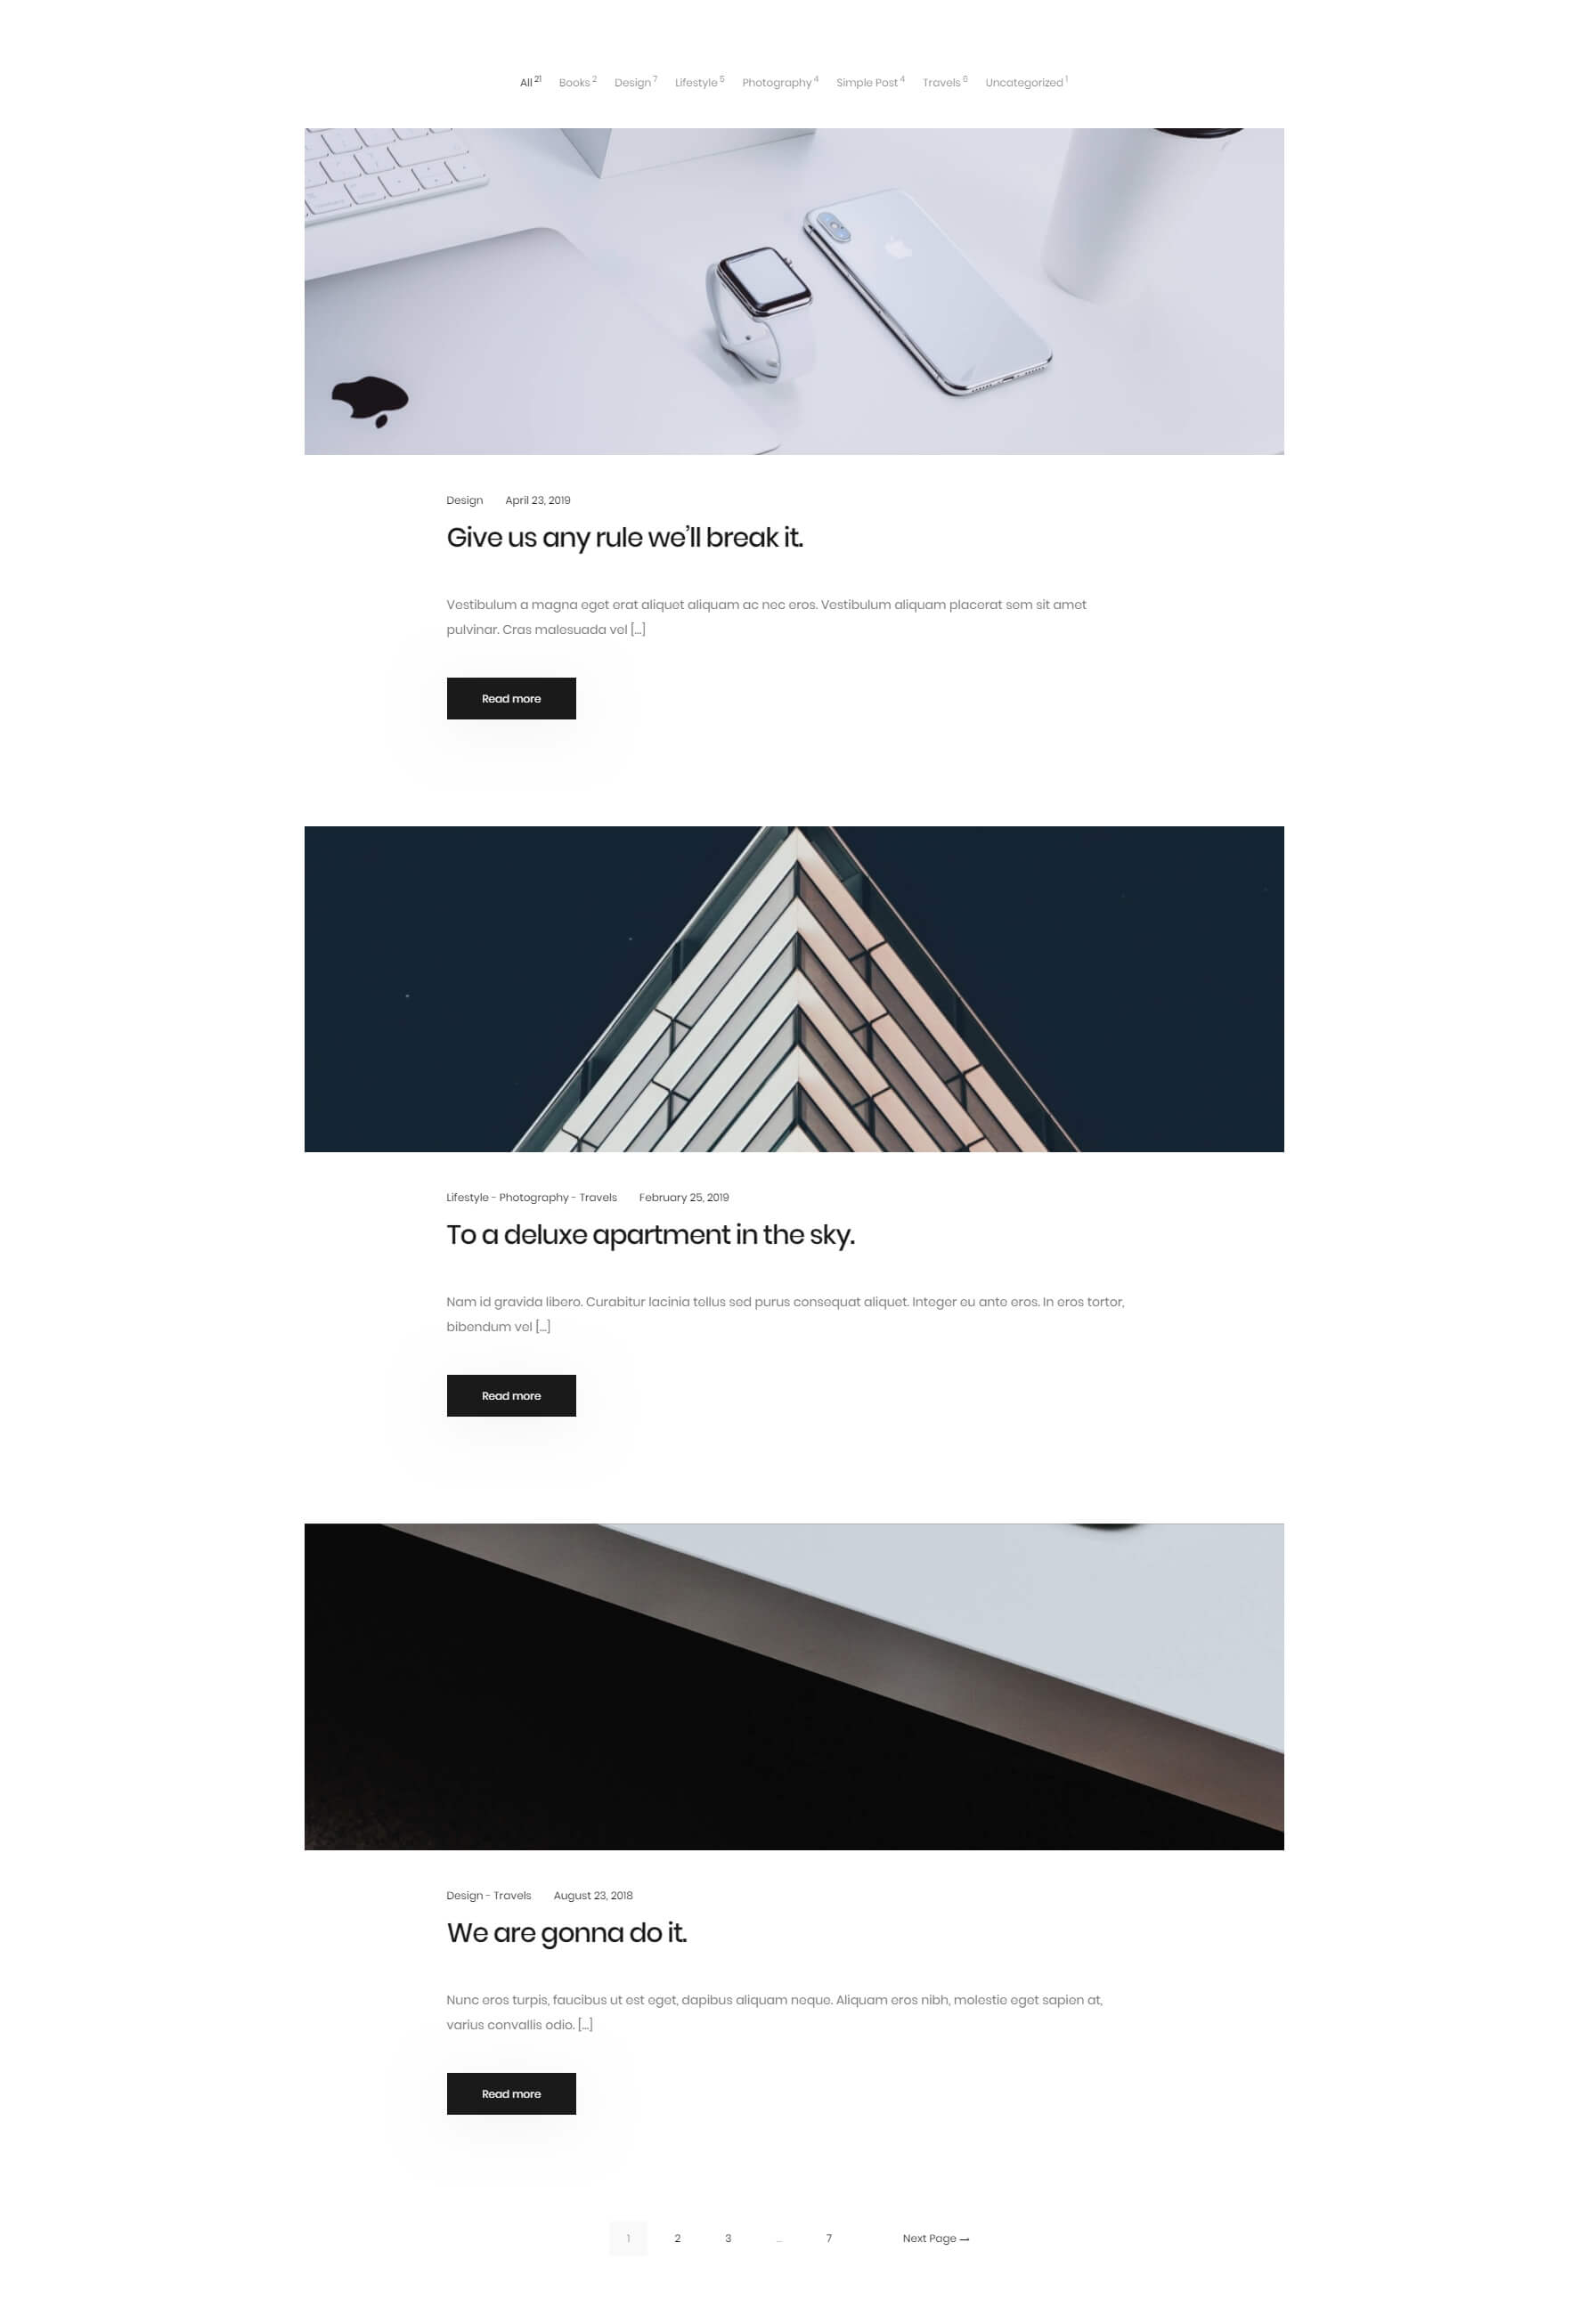 All 21 Books 2 Design 7 Lifestyle 5 Photography 4 Simple Post 4 Travels 6 Uncategorized 1
Design April 23, 2019
Give us any rule we’ll break it.
Vestibulum a magna eget erat aliquet aliquam ac nec eros. Vestibulum aliquam placerat sem sit amet
pulvinar. Cras malesuada vel [...]
Read more
Lifestyle - Photography - Travels February 25, 2019
To a deluxe apartment in the sky.
Nam id gravida libero. Curabitur lacinia tellus sed purus consequat aliquet. Integer eu ante eros. In eros tortor,
bibendum vel [...]
Read more
Design - Travels August 23, 2018
We are gonna do it.
Nunc eros turpis, faucibus ut est eget, dapibus aliquam neque. Aliquam eros nibh, molestie eget sapien at,
varius convallis odio. [...]
Read more
1 2 3 ... 7 Next Page